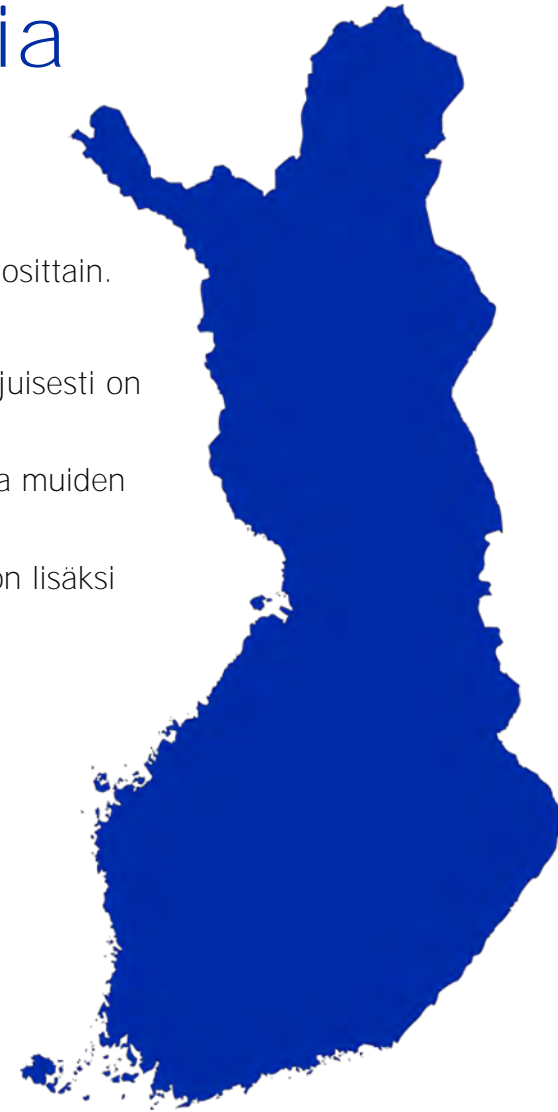 ia
osittain.
juisesti on
a muiden
on lisäksi